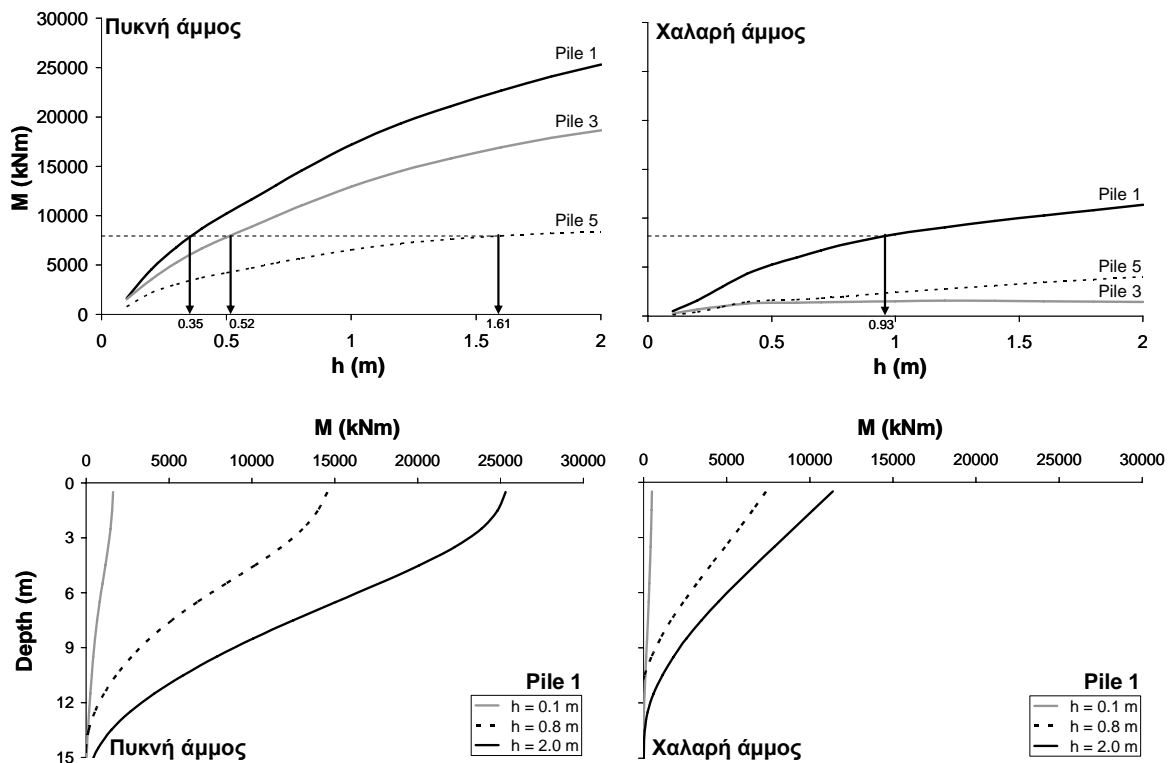 Πυκνή άμμος
30000
25000
20000
15000
10000
5000
0
M (kNm)
Pile 1
Pile 3
Pile 5
0.35
0.52
1.61
0
0.5
1
1.5
2
h (m)
Χαλαρή άμμος
Pile 1
Pile 5
Pile 3
0.93
0
0.5
1
1.5
2
h (m)
M (kNm)
0 5000 10000 15000 20000 25000 30000
0
3
6
9
12
15
Depth (m)
Pile 1
h = 0.1 m
h = 0.8 m
h = 2.0 m
Πυκνή άμμος
M (kNm)
0 5000 10000 15000 20000 25000 30000
Pile 1
h = 0.1 m
h = 0.8 m
h = 2.0 m
Χαλαρή άμμος